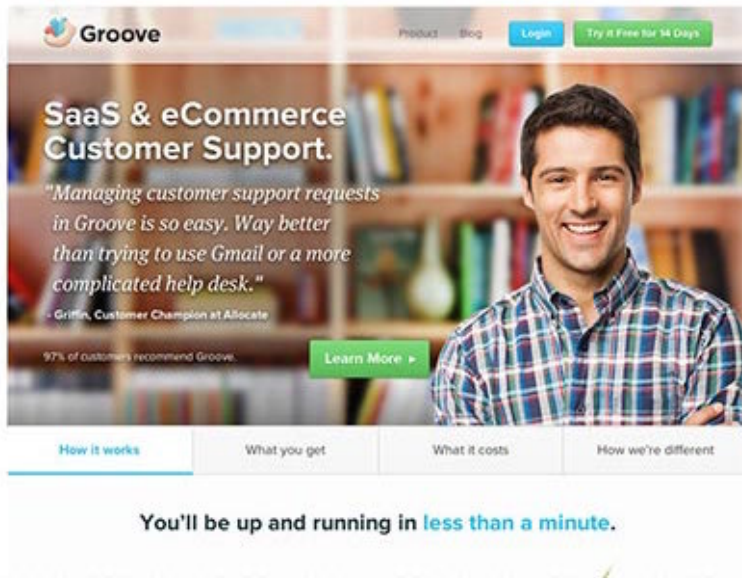 Groove
Product Blog Login Try it Free for 14 Days
SaaS & eCommerce
Customer Support.
"Managing customer support requests
in Groove is so easy. Way better
than trying to use Gmail or a more
complicated help desk."
- Griffin, Customer Champion at Allocate
97% of customers recommend Groove.
Learn More ▸
How it works What you get What it costs How we're different
You'll be up and running in less than a minute.